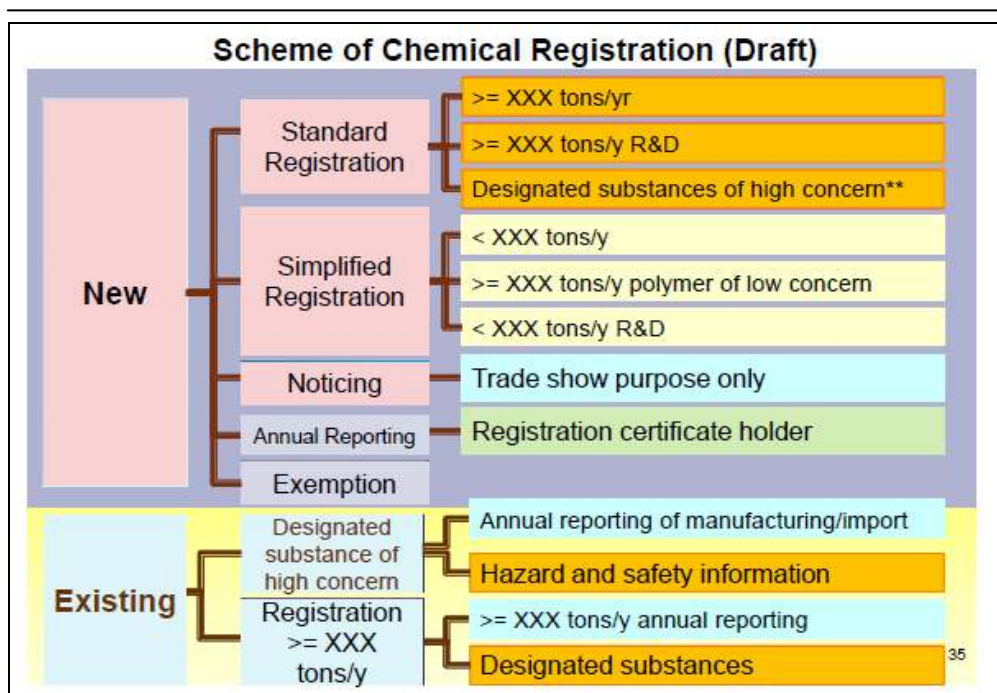 Scheme of Chemical Registration (Draft)
New
Standard
Registration
>= XXX tons/yr
>= XXX tons/y R&D
Designated substances of high concern**
Simplified
Registration
< XXX tons/y
>= XXX tons/y polymer of low concern
< XXX tons/y R&D
Noticing
Trade show purpose only
Annual Reporting
Registration certificate holder
Exemption
Existing
Designated
substance of
high concern
Annual reporting of manufacturing/import
Hazard and safety information
Registration
>= XXX
tons/y
>= XXX tons/y annual reporting
Designated substances
35